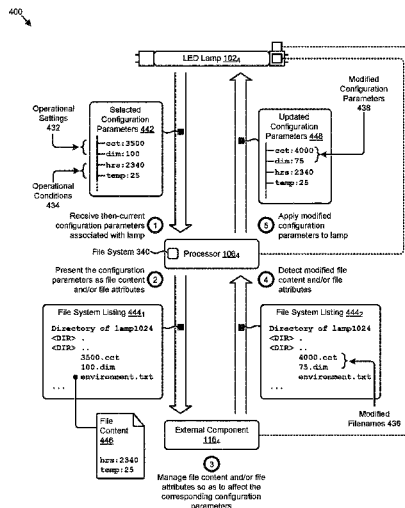 400
LED Lamp 102₄
Operational Settings 432
Operational Conditions 434
Selected Configuration Parameters 442
cct:3500
dim:100
hrs:2340
temp:25
Updated Configuration Parameters 448
cct:4000
dim:75
hrs:2340
temp:25
Modified Configuration Parameters 438
Receive then-current configuration parameters associated with lamp
1
5
Apply modified configuration parameters to lamp
File System 340
Processor 106₄
Present the configuration parameters as file content and/or file attributes
2
4
Detect modified file content and/or file attributes
File System Listing 444₁
Directory of lamp1024
<DIR> .
<DIR> ..
3500.cct
100.dim
environment.txt
...
File System Listing 444₂
Directory of lamp1024
<DIR> .
<DIR> ..
4000.cct
75.dim
environment.txt
...
File Content 446
hrs:2340
temp:25
External Component 116₄
Modified Filenames 436
3
Manage file content and/or file attributes so as to affect the corresponding configuration parameters